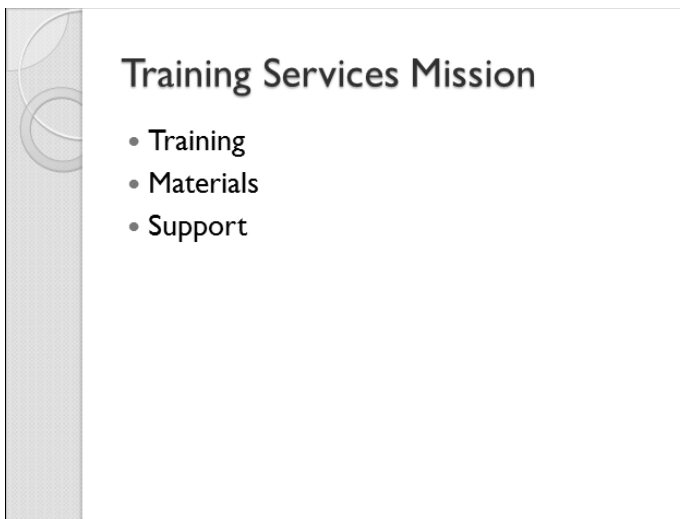 Training Services Mission
• Training
• Materials
• Support